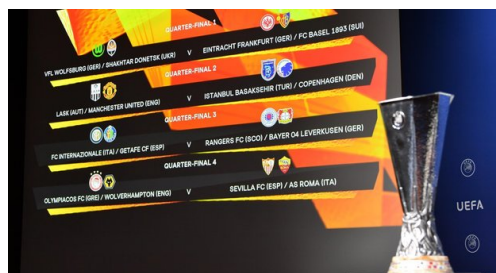 QUARTER-FINAL 1
VFL WOLFSBURG (GER) / SHAKHTAR DONETSK (UKR) V EINTRACHT FRANKFURT (GER) / FC BASEL 1893 (SUI)
QUARTER-FINAL 2
LASK (AUT) / MANCHESTER UNITED (ENG) V ISTANBUL BASAKSEHIR (TUR) / COPENHAGEN (DEN)
QUARTER-FINAL 3
FC INTERNAZIONALE (ITA) / GETAFE CF (ESP) V RANGERS FC (SCO) / BAYER 04 LEVERKUSEN (GER)
QUARTER-FINAL 4
OLYMPIACOS FC (GRE) / WOLVERHAMPTON (ENG) V SEVILLA FC (ESP) / AS ROMA (ITA)
UEFA